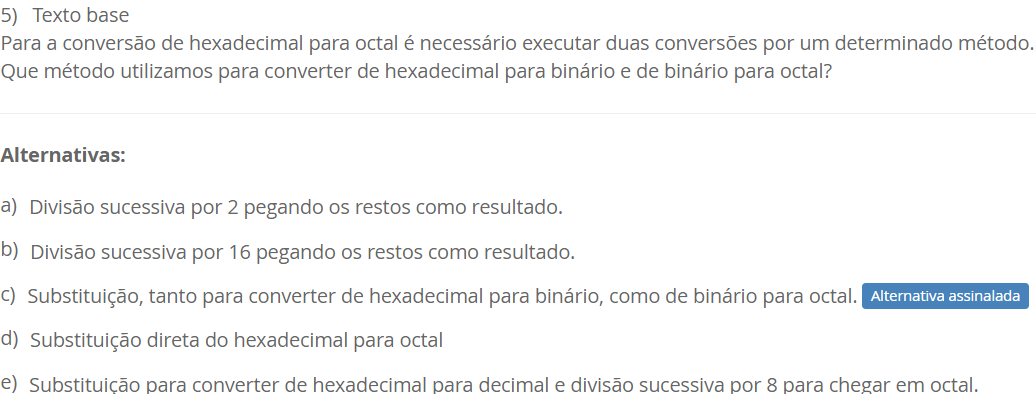 5) Texto base
Para a conversão de hexadecimal para octal é necessário executar duas conversões por um determinado método.
Que método utilizamos para converter de hexadecimal para binário e de binário para octal?
Alternativas:
a) Divisão sucessiva por 2 pegando os restos como resultado.
b) Divisão sucessiva por 16 pegando os restos como resultado.
c) Substituição, tanto para converter de hexadecimal para binário, como de binário para octal. Alternativa assinalada
d) Substituição direta do hexadecimal para octal
e) Substituição para converter de hexadecimal para decimal e divisão sucessiva por 8 para chegar em octal.